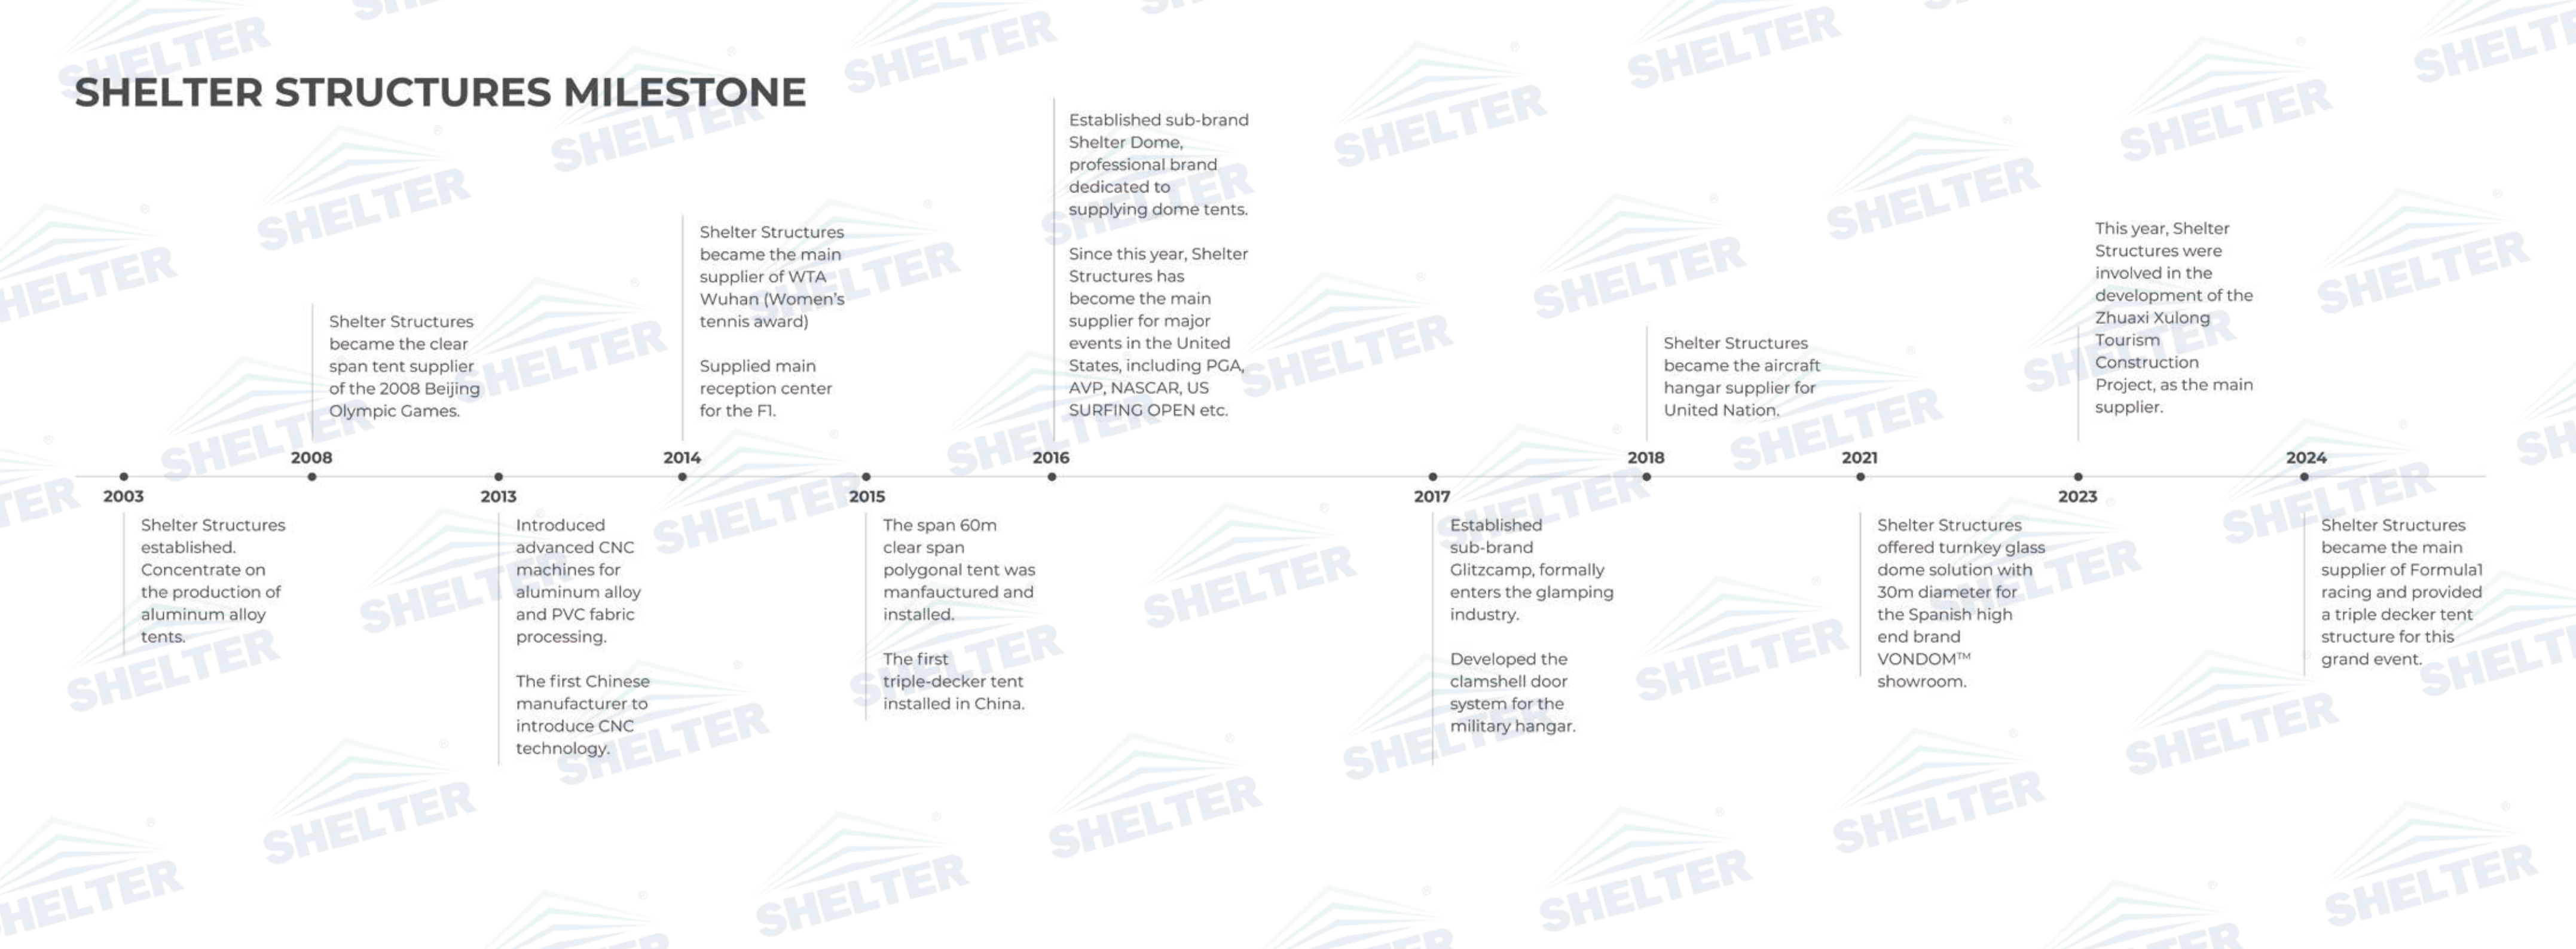 SHELTER STRUCTURES MILESTONE
2003
Shelter Structures
established.
Concentrate on
the production of
aluminum alloy
tents.
2008
Shelter Structures
became the clear
span tent supplier
of the 2008 Beijing
Olympic Games.
2013
Introduced
advanced CNC
machines for
aluminum alloy
and PVC fabric
processing.
The first Chinese
manufacturer to
introduce CNC
technology.
2014
Shelter Structures
became the main
supplier of WTA
Wuhan (Women's
tennis award)
Supplied main
reception center
for the F1.
2015
The span 60m
clear span
polygonal tent was
manfauctured and
installed.
The first
triple-decker tent
installed in China.
2016
Established sub-brand
Shelter Dome,
professional brand
dedicated to
supplying dome tents.
Since this year, Shelter
Structures has
become the main
supplier for major
events in the United
States, including PGA,
AVP, NASCAR, US
SURFING OPEN etc.
2017
Established
sub-brand
Glitzcamp, formally
enters the glamping
industry.
Developed the
clamshell door
system for the
military hangar.
2018
Shelter Structures
became the aircraft
hangar supplier for
United Nation.
2021
Shelter Structures
offered turnkey glass
dome solution with
30m diameter for
the Spanish high
end brand
VONDOM™
showroom.
2023
This year, Shelter
Structures were
involved in the
development of the
Zhuaxi Xulong
Tourism
Construction
Project, as the main
supplier.
2024
Shelter Structures
became the main
supplier of Formula1
racing and provided
a triple decker tent
structure for this
grand event.
SHELTER